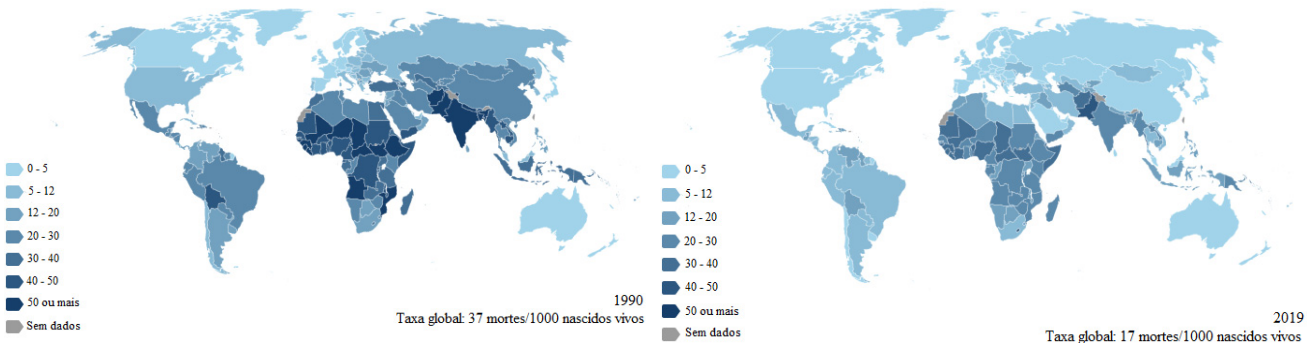 0 - 5
5 - 12
12 - 20
20 - 30
30 - 40
40 - 50
50 ou mais
Sem dados
1990
Taxa global: 37 mortes/1000 nascidos vivos
0 - 5
5 - 12
12 - 20
20 - 30
30 - 40
40 - 50
50 ou mais
Sem dados
2019
Taxa global: 17 mortes/1000 nascidos vivos